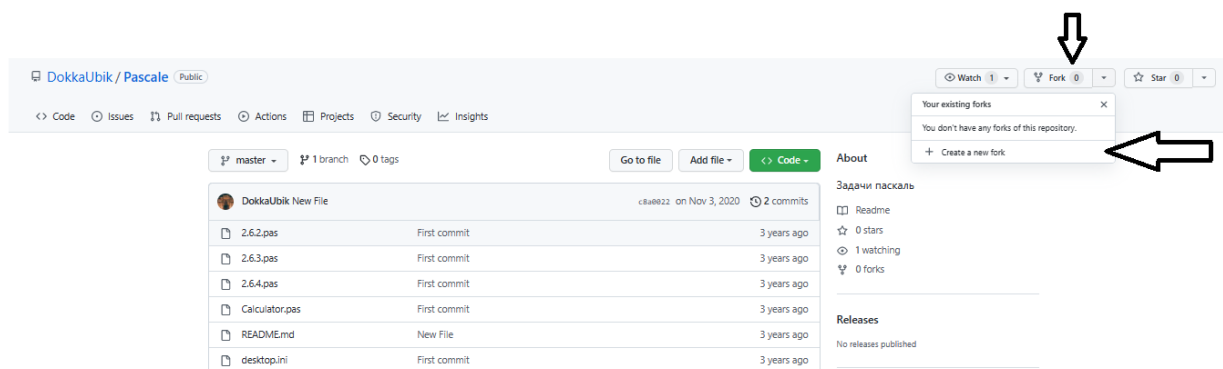 DokkaUbik / Pascale Public
Watch 1 Fork 0 Star 0
Your existing forks
You don't have any forks of this repository.
+ Create a new fork
<> Code Issues Pull requests Actions Projects Security Insights
master 1 branch 0 tags Go to file Add file <> Code
DokkaUbik New File c8a0022 on Nov 3, 2020 2 commits
2.6.2.pas First commit 3 years ago
2.6.3.pas First commit 3 years ago
2.6.4.pas First commit 3 years ago
Calculator.pas First commit 3 years ago
README.md New File 3 years ago
desktop.ini First commit 3 years ago
About
Задачи паскаль
Readme
0 stars
1 watching
0 forks
Releases
No releases published